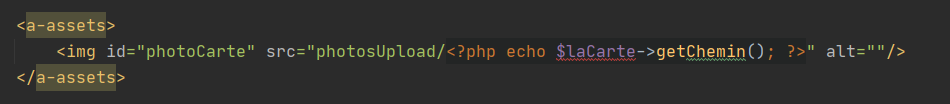 <a-assets>
<img id="photoCarte" src="photosUpload/<?php echo $laCarte->getChemin(); ?>" alt=""/>
</a-assets>